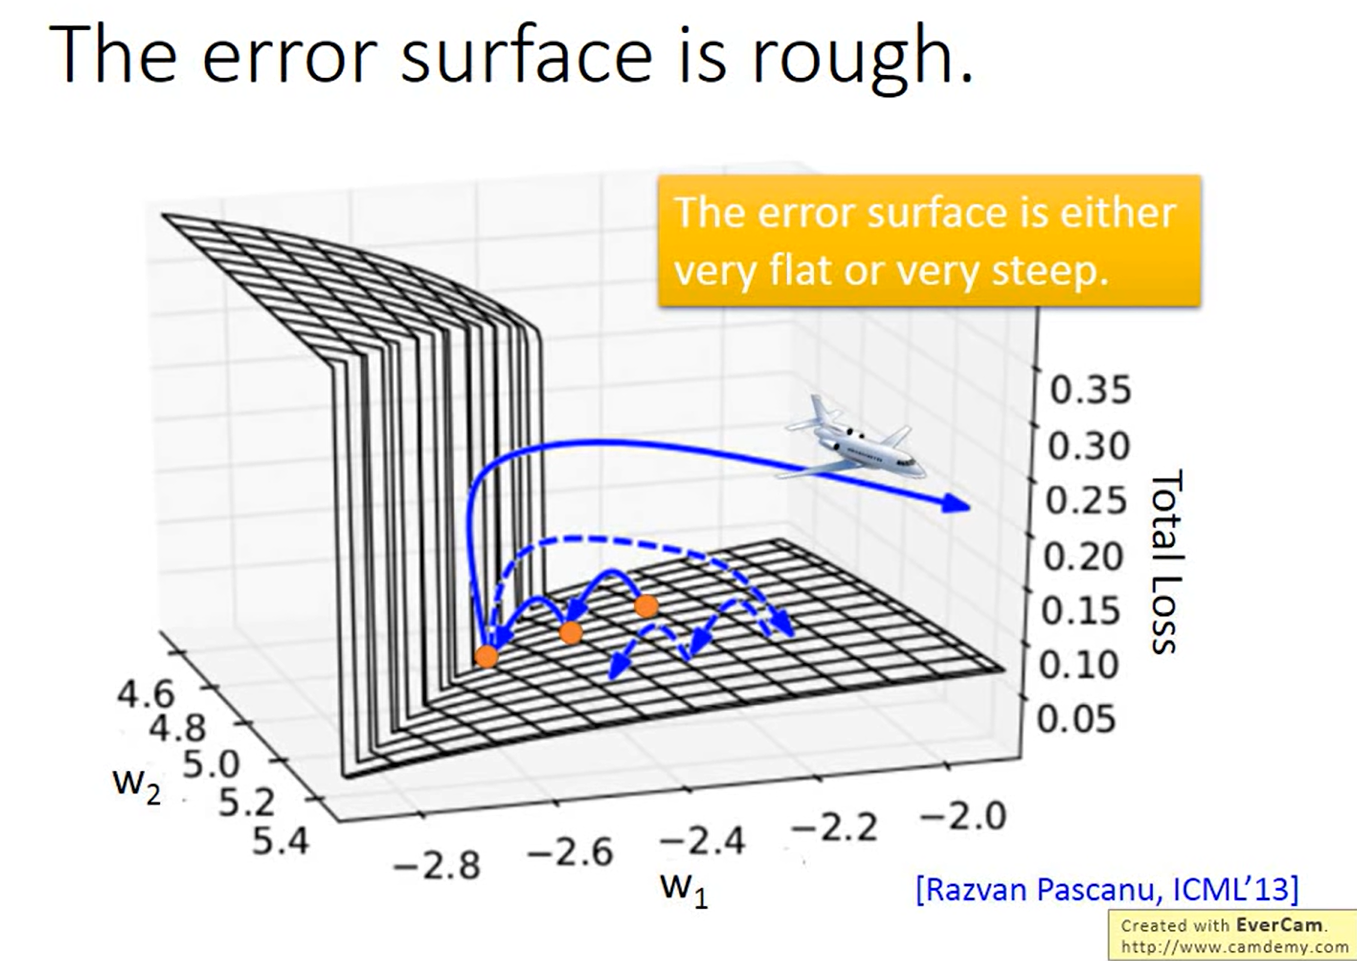 The error surface is rough.
The error surface is either
very flat or very steep.
0.35
0.30
0.25
0.20
0.15
0.10
0.05
Total Loss
4.6
4.8
5.0
5.2
5.4
w2
−2.8
−2.6
−2.4
−2.2
−2.0
w1
[Razvan Pascanu, ICML’13]
Created with EverCam.
http://www.camdemy.com